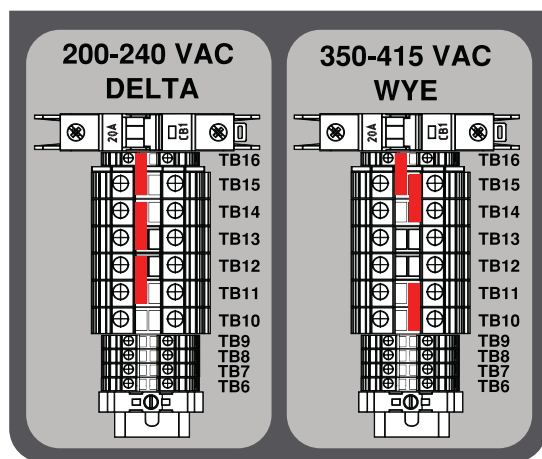 200-240 VAC
DELTA
20A
CB1
TB16
TB15
TB14
TB13
TB12
TB11
TB10
TB9
TB8
TB7
TB6
350-415 VAC
WYE
20A
CB1
TB16
TB15
TB14
TB13
TB12
TB11
TB10
TB9
TB8
TB7
TB6